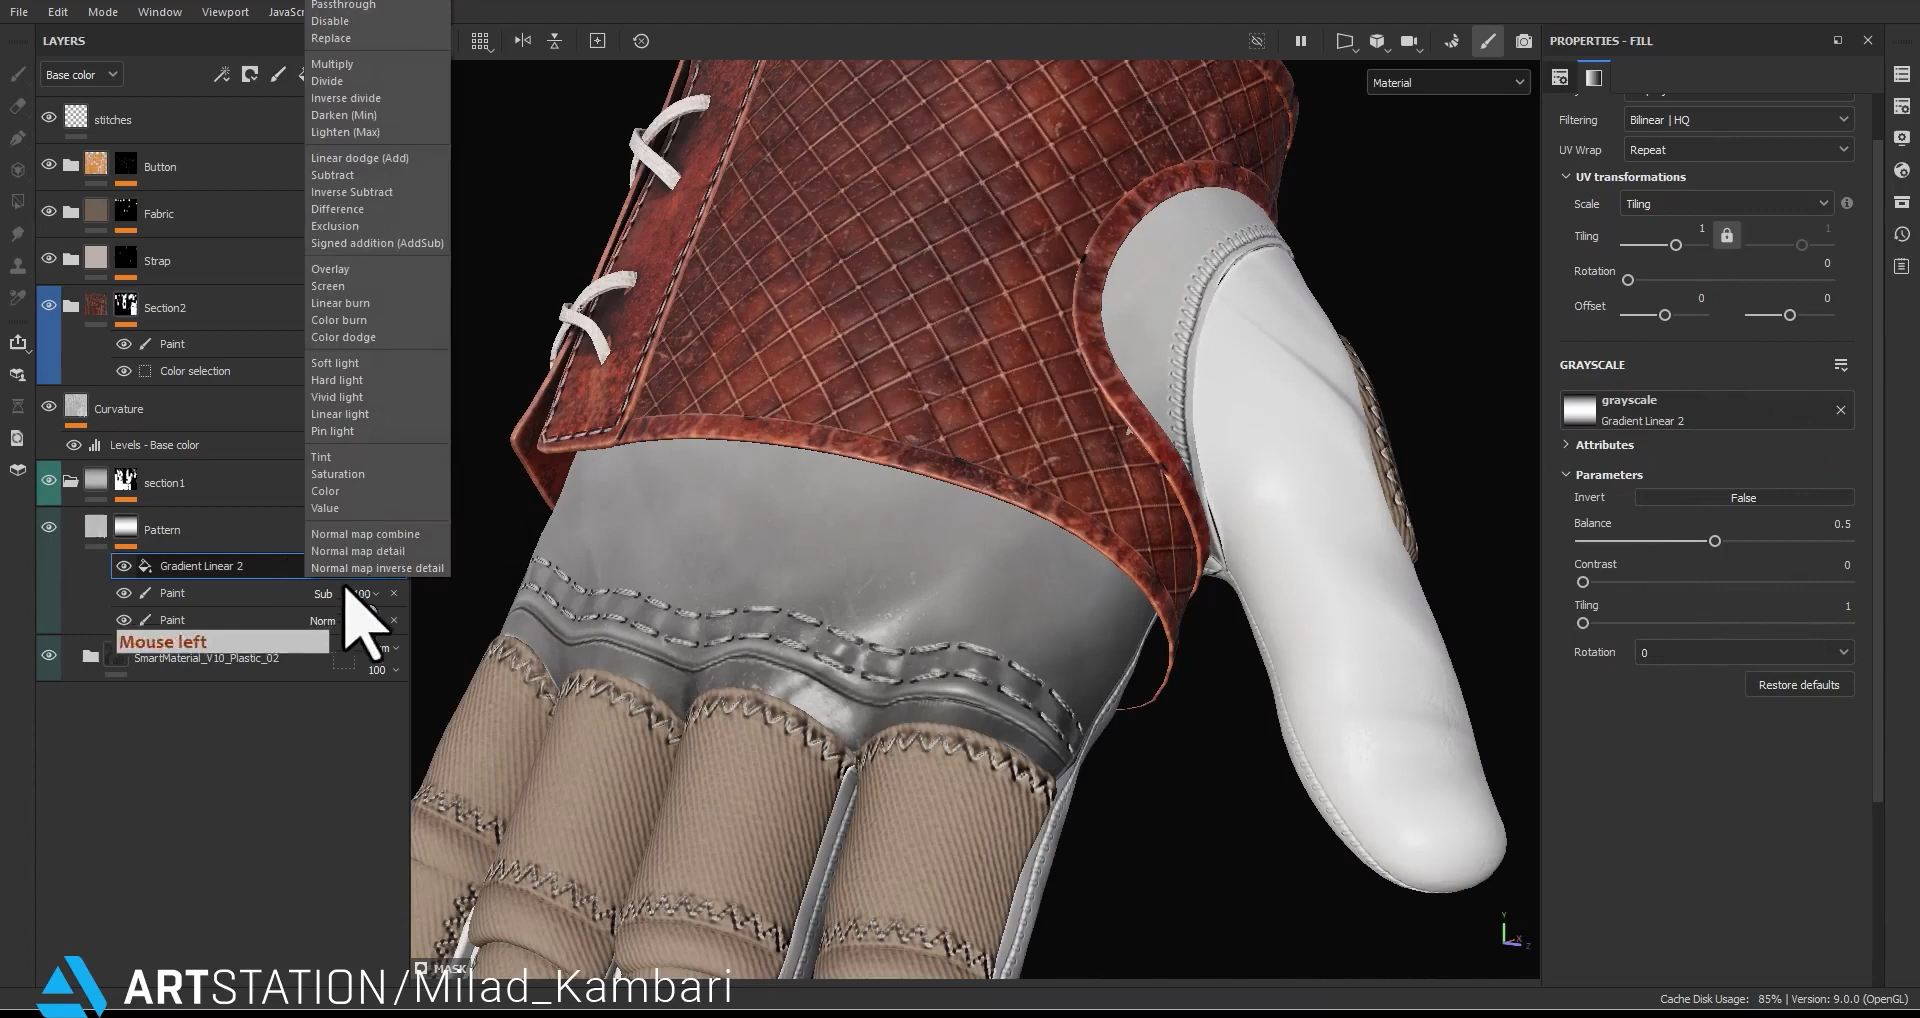 File Edit Mode Window Viewport
LAYERS
Base color
stitches
Button
Fabric
Strap
Section2
Paint
Color selection
Curvature
Levels - Base color
section1
Pattern
Gradient Linear 2
Paint Sub 100
Paint Norm
Mouse left
SmartMaterial_V10_Plastic_02
100
Passthrough
Disable
Replace
Multiply
Divide
Inverse divide
Darken (Min)
Lighten (Max)
Linear dodge (Add)
Subtract
Inverse Subtract
Difference
Exclusion
Signed addition (AddSub)
Overlay
Screen
Linear burn
Color burn
Color dodge
Soft light
Hard light
Vivid light
Linear light
Pin light
Tint
Saturation
Color
Value
Normal map combine
Normal map detail
Normal map inverse detail
Material
Y
X
Z
MASK
PROPERTIES - FILL
Filtering Bilinear | HQ
UV Wrap Repeat
UV transformations
Scale Tiling
Tiling 1 1
Rotation 0
Offset 0 0
GRAYSCALE
grayscale
Gradient Linear 2
Attributes
Parameters
Invert False
Balance 0.5
Contrast 0
Tiling 1
Rotation 0
Restore defaults
ARTSTATION/Milad_Kambari
Cache Disk Usage: 85% | Version: 9.0.0 (OpenGL)